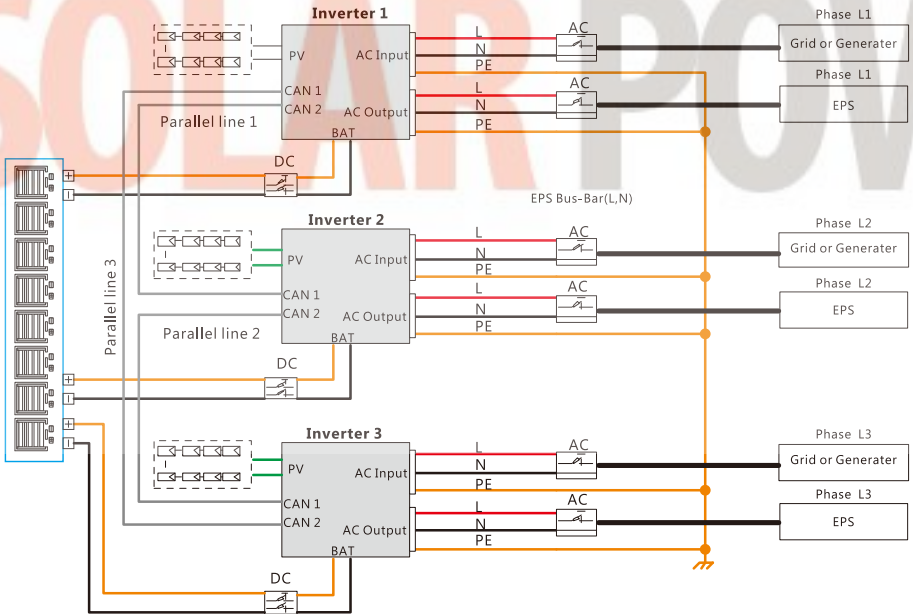 SOLAR POW
Inverter 1
PV
AC Input
CAN 1
CAN 2
AC Output
BAT
L
N
PE
AC
L
N
PE
AC
Phase L1
Grid or Generater
Phase L1
EPS
Parallel line 1
DC
+
-
EPS Bus-Bar(L,N)
Inverter 2
PV
AC Input
CAN 1
CAN 2
AC Output
BAT
L
N
PE
AC
L
N
PE
AC
Phase L2
Grid or Generater
Phase L2
EPS
Parallel line 3
Parallel line 2
DC
+
-
+
-
Inverter 3
PV
AC Input
CAN 1
CAN 2
AC Output
BAT
L
N
PE
AC
L
N
PE
AC
Phase L3
Grid or Generater
Phase L3
EPS
DC